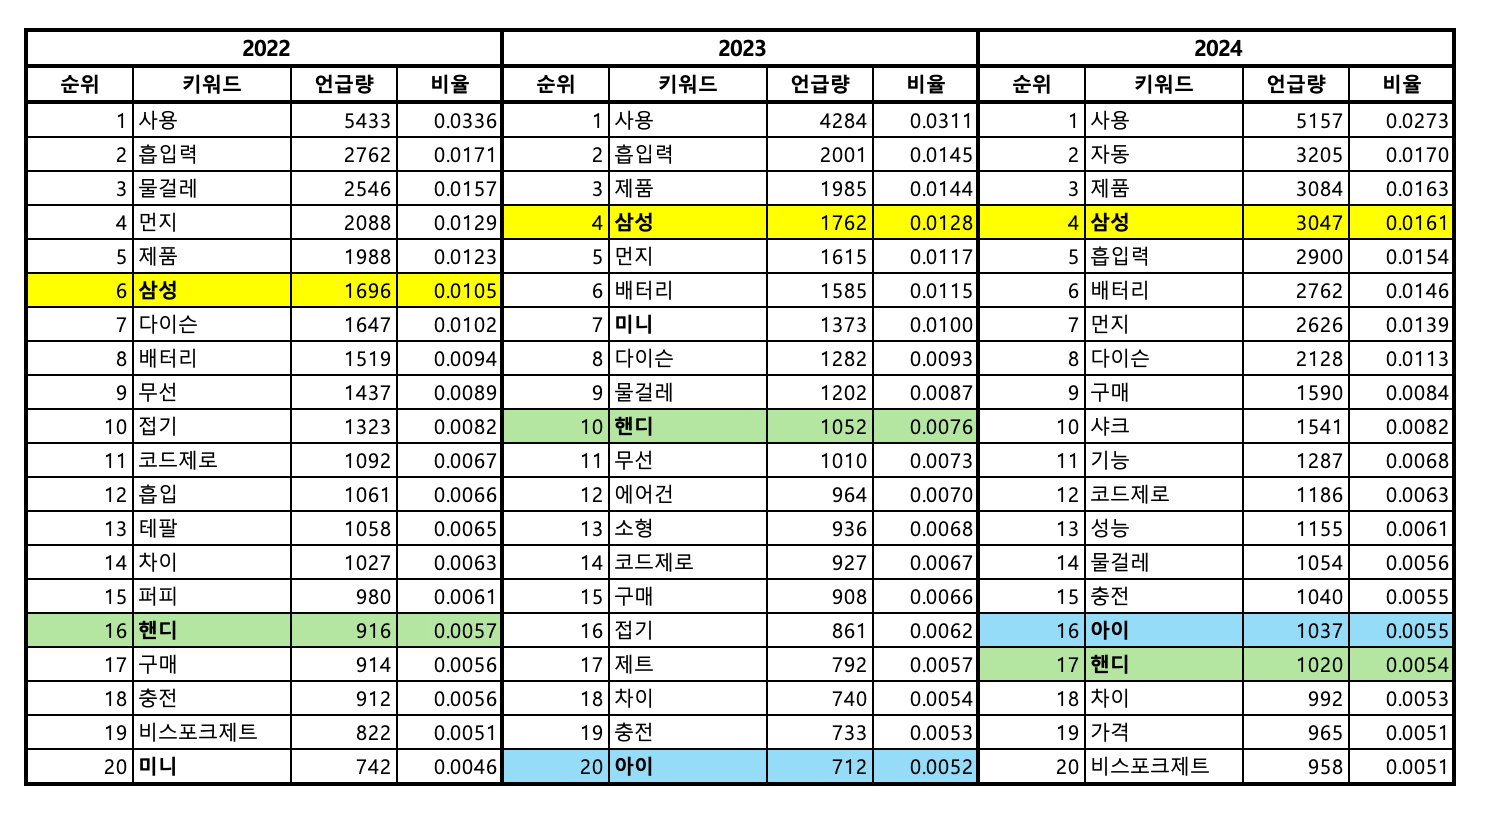 2022 2023 2024
순위 키워드 언급량 비율 순위 키워드 언급량 비율 순위 키워드 언급량 비율
1 사용 5433 0.0336 1 사용 4284 0.0311 1 사용 5157 0.0273
2 흡입력 2762 0.0171 2 흡입력 2001 0.0145 2 자동 3205 0.0170
3 물걸레 2546 0.0157 3 제품 1985 0.0144 3 제품 3084 0.0163
4 먼지 2088 0.0129 4 삼성 1762 0.0128 4 삼성 3047 0.0161
5 제품 1988 0.0123 5 먼지 1615 0.0117 5 흡입력 2900 0.0154
6 삼성 1696 0.0105 6 배터리 1585 0.0115 6 배터리 2762 0.0146
7 다이슨 1647 0.0102 7 미니 1373 0.0100 7 먼지 2626 0.0139
8 배터리 1519 0.0094 8 다이슨 1282 0.0093 8 다이슨 2128 0.0113
9 무선 1437 0.0089 9 물걸레 1202 0.0087 9 구매 1590 0.0084
10 접기 1323 0.0082 10 핸디 1052 0.0076 10 샤크 1541 0.0082
11 코드제로 1092 0.0067 11 무선 1010 0.0073 11 기능 1287 0.0068
12 흡입 1061 0.0066 12 에어건 964 0.0070 12 코드제로 1186 0.0063
13 테팔 1058 0.0065 13 소형 936 0.0068 13 성능 1155 0.0061
14 차이 1027 0.0063 14 코드제로 927 0.0067 14 물걸레 1054 0.0056
15 퍼피 980 0.0061 15 구매 908 0.0066 15 충전 1040 0.0055
16 핸디 916 0.0057 16 접기 861 0.0062 16 아이 1037 0.0055
17 구매 914 0.0056 17 제트 792 0.0057 17 핸디 1020 0.0054
18 충전 912 0.0056 18 차이 740 0.0054 18 차이 992 0.0053
19 비스포크제트 822 0.0051 19 충전 733 0.0053 19 가격 965 0.0051
20 미니 742 0.0046 20 아이 712 0.0052 20 비스포크제트 958 0.0051